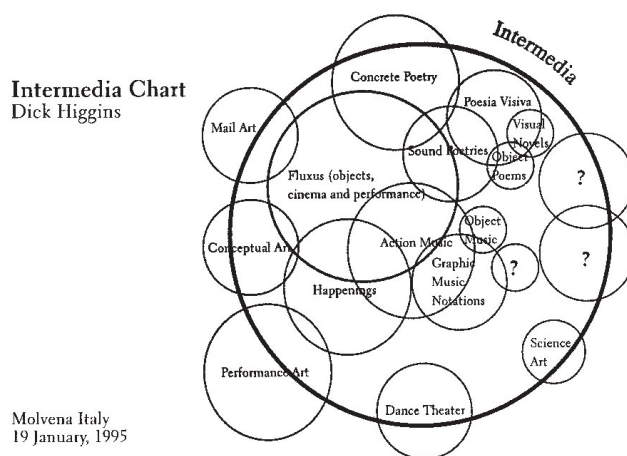 Intermedia Chart
Dick Higgins
Intermedia
Concrete Poetry
Poesia Visiva
Mail Art
Visual
Novels
Sound Poetries
Object
Poems
Fluxus (objects,
cinema and performance)
?
Object
Music
Conceptual Art
Action Music
?
Graphic
Music
Notations
?
Happenings
Science
Art
Performance Art
Dance Theater
Molvena Italy
19 January, 1995